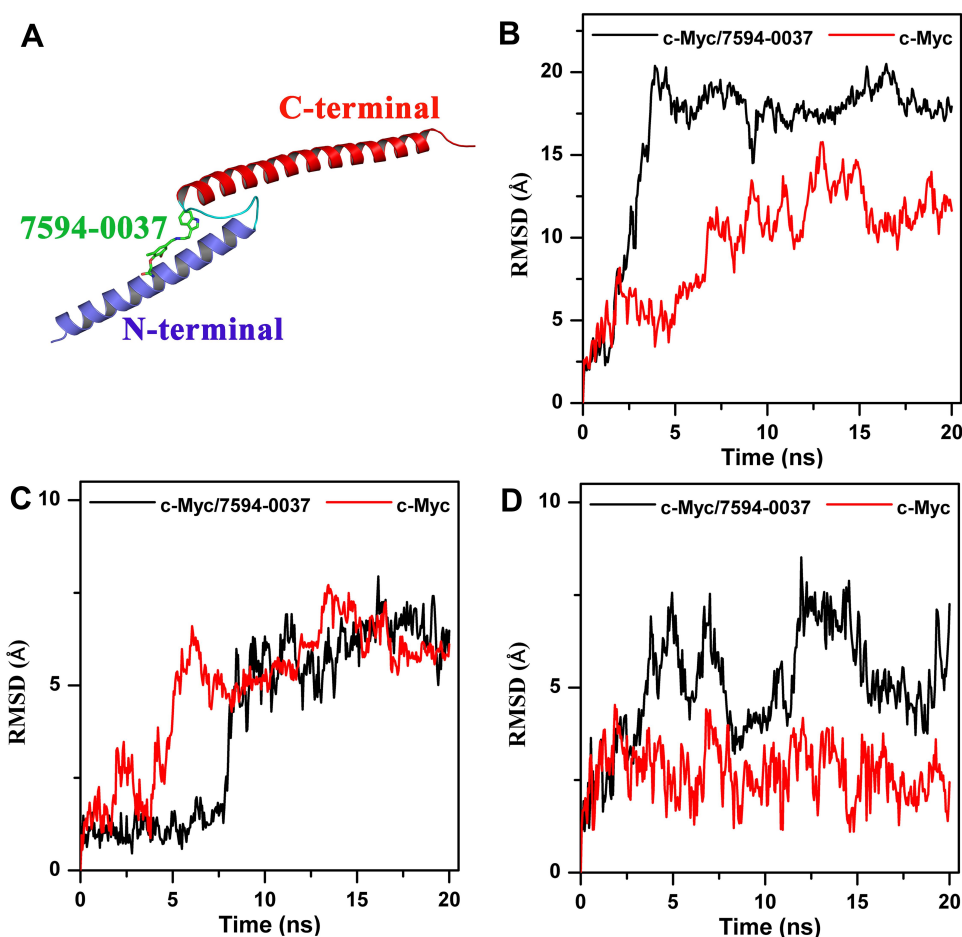 A
C-terminal
7594-0037
N-terminal
B
c-Myc/7594-0037 c-Myc
20
15
10
5
0
RMSD (Å)
0 5 10 15 20
Time (ns)
C
c-Myc/7594-0037 c-Myc
10
5
0
RMSD (Å)
0 5 10 15 20
Time (ns)
D
c-Myc/7594-0037 c-Myc
10
5
0
RMSD (Å)
0 5 10 15 20
Time (ns)